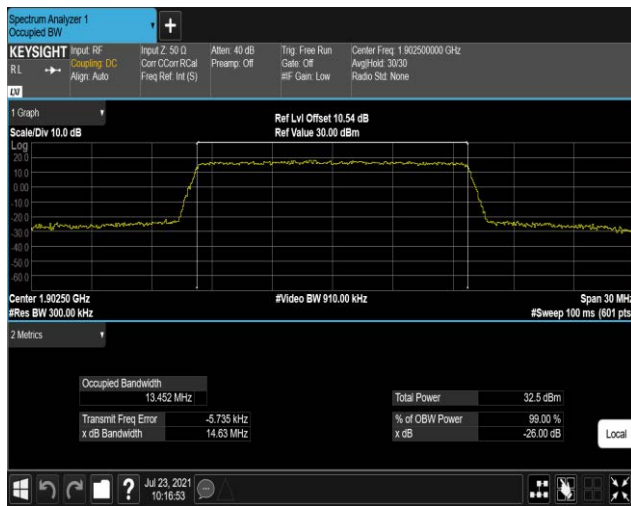 Spectrum Analyzer 1
Occupied BW
+
KEYSIGHT
RL
LXI
Input: RF
Coupling: DC
Align: Auto
Input Z: 50 Ω
Corr CCorr RCal
Freq Ref: Int (S)
Atten: 40 dB
Preamp: Off
Trig: Free Run
Gate: Off
#IF Gain: Low
Center Freq: 1.902500000 GHz
Avg|Hold: 30/30
Radio Std: None
1 Graph
Scale/Div 10.0 dB
Ref Lvl Offset 10.54 dB
Ref Value 30.00 dBm
Log
20.0
10.0
0.00
-10.0
-20.0
-30.0
-40.0
-50.0
-60.0
Center 1.90250 GHz
#Video BW 910.00 kHz
Span 30 MHz
#Res BW 300.00 kHz
#Sweep 100 ms (601 pts
2 Metrics
Occupied Bandwidth
13.452 MHz
Total Power 32.5 dBm
Transmit Freq Error -5.735 kHz
% of OBW Power 99.00 %
x dB Bandwidth 14.63 MHz
x dB -26.00 dB
Local
?
Jul 23, 2021
10:16:53